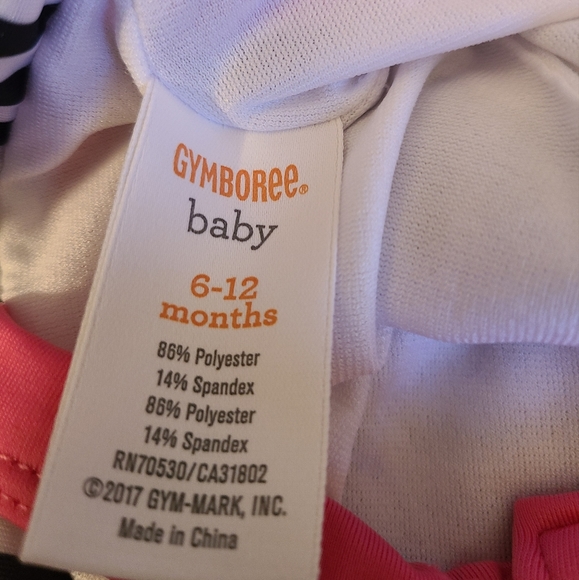 GYMBOREE®
baby
6-12
months
86% Polyester
14% Spandex
86% Polyester
14% Spandex
RN70530/CA31802
©2017 GYM-MARK, INC.
Made in China